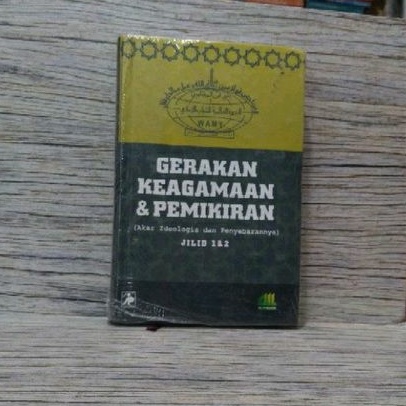 WAMY
GERAKAN
KEAGAMAAN
& PEMIKIRAN
(Akar Ideologis dan Penyebarannya)
JILID 1&2